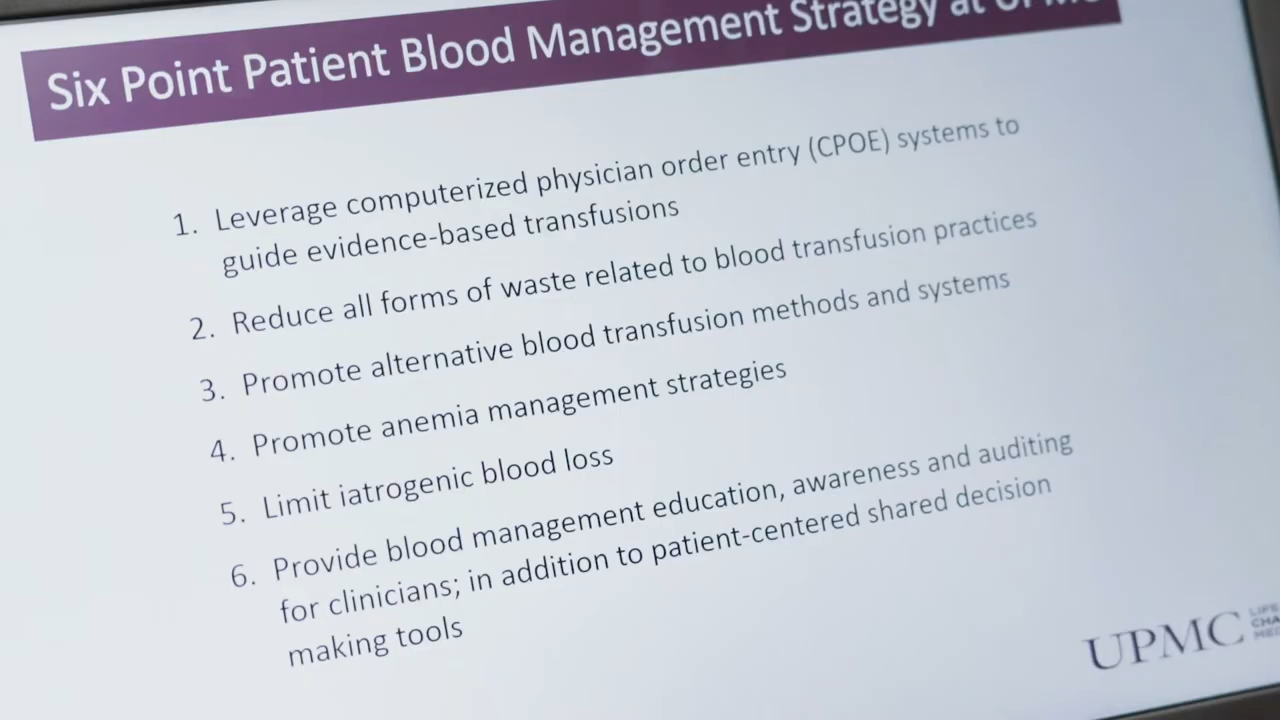 Six Point Patient Blood Management Strategy at UPMC
1. Leverage computerized physician order entry (CPOE) systems to
guide evidence-based transfusions
2. Reduce all forms of waste related to blood transfusion practices
3. Promote alternative blood transfusion methods and systems
4. Promote anemia management strategies
5. Limit iatrogenic blood loss
6. Provide blood management education, awareness and auditing
for clinicians; in addition to patient-centered shared decision
making tools
UPMC